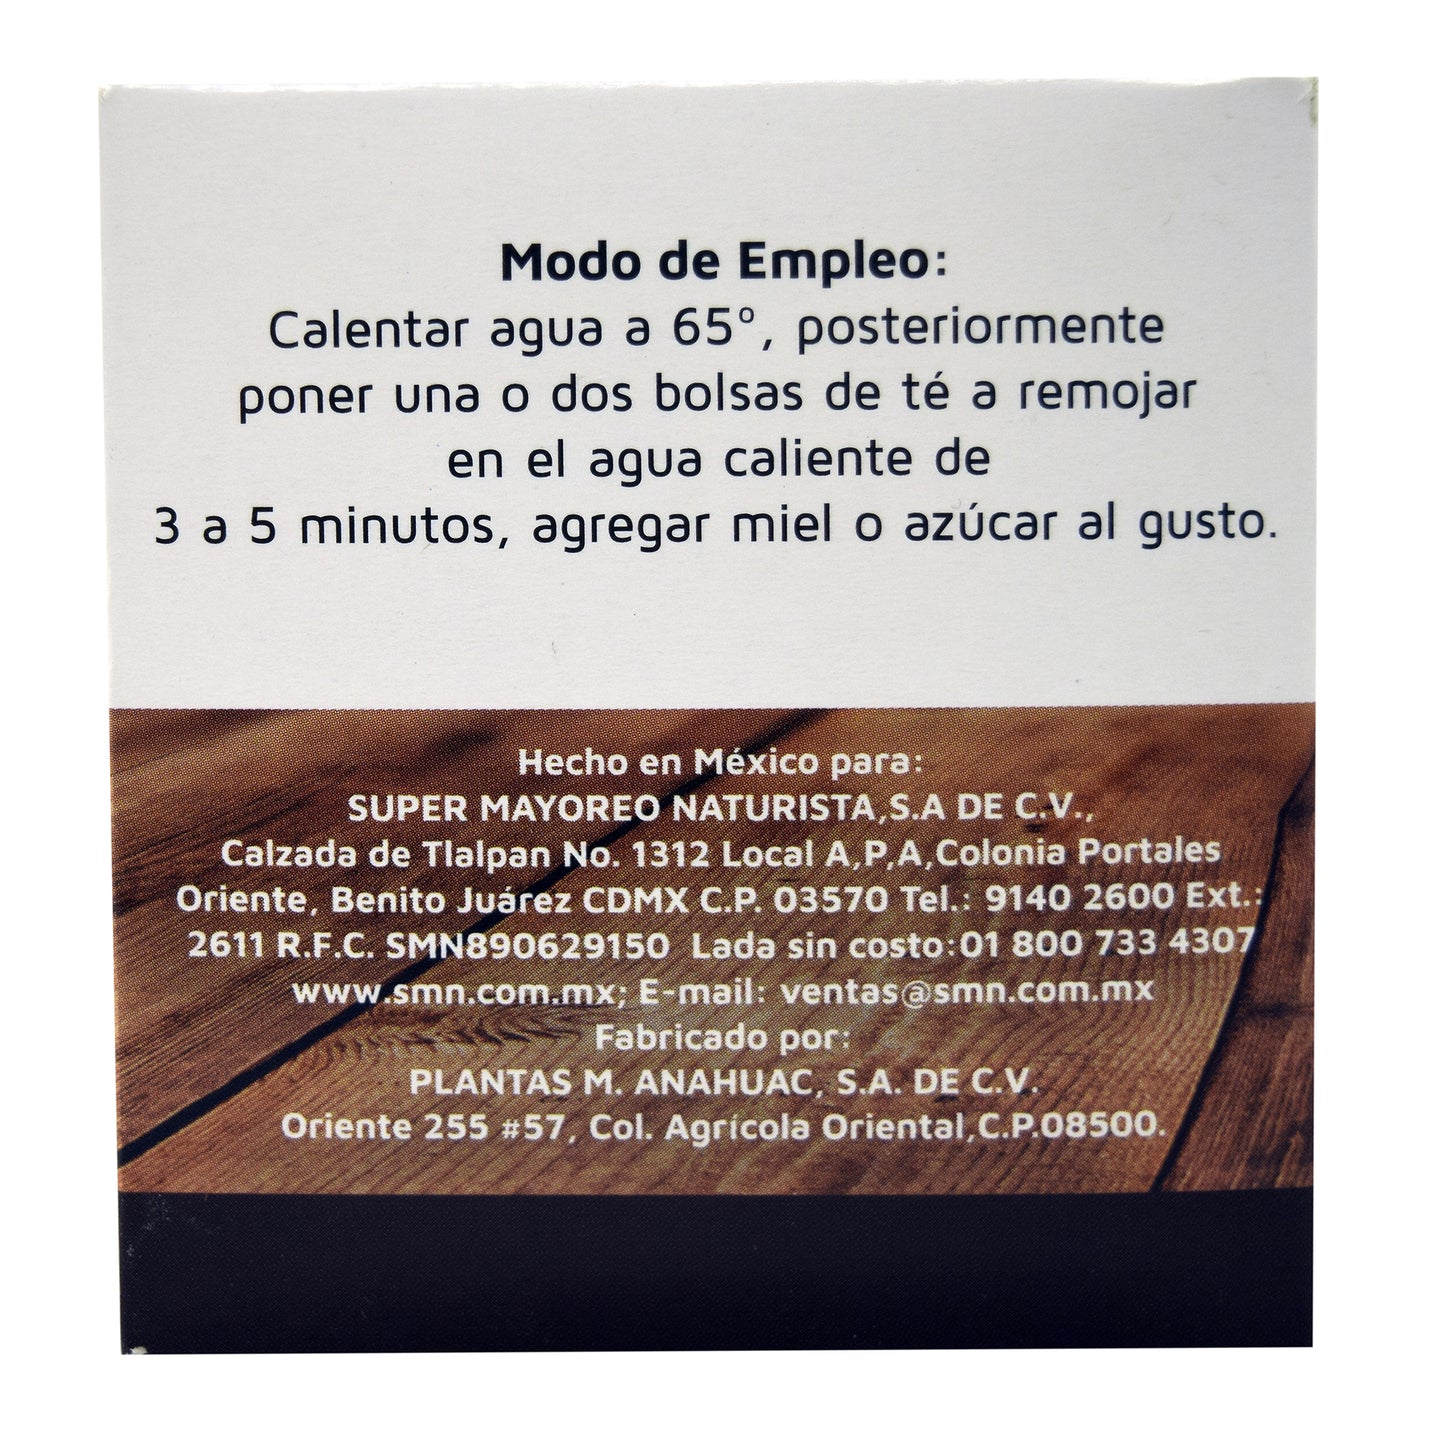 Modo de Empleo:
Calentar agua a 65º, posteriormente
poner una o dos bolsas de té a remojar
en el agua caliente de
3 a 5 minutos, agregar miel o azúcar al gusto.
Hecho en México para:
SUPER MAYOREO NATURISTA,S.A DE C.V.,
Calzada de Tlalpan No. 1312 Local A,P,A,Colonia Portales
Oriente, Benito Juárez CDMX C.P. 03570 Tel.: 9140 2600 Ext.:
2611 R.F.C. SMN890629150 Lada sin costo:01 800 733 4307
www.smn.com.mx; E-mail: ventas@smn.com.mx
Fabricado por:
PLANTAS M. ANAHUAC, S.A. DE C.V.
Oriente 255 #57, Col. Agrícola Oriental,C.P.08500.